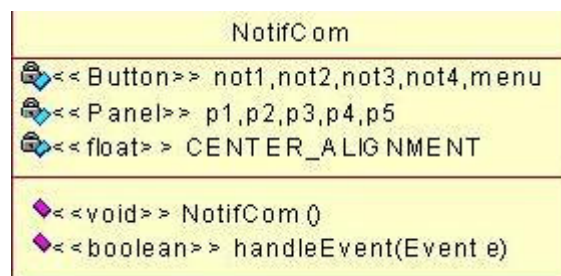 NotifCom
<<Button>> not1,not2,not3,not4,menu
<<Panel>> p1,p2,p3,p4,p5
<<float>> CENTER_ALIGNMENT
<<void>> NotifCom()
<<boolean>> handleEvent(Event e)